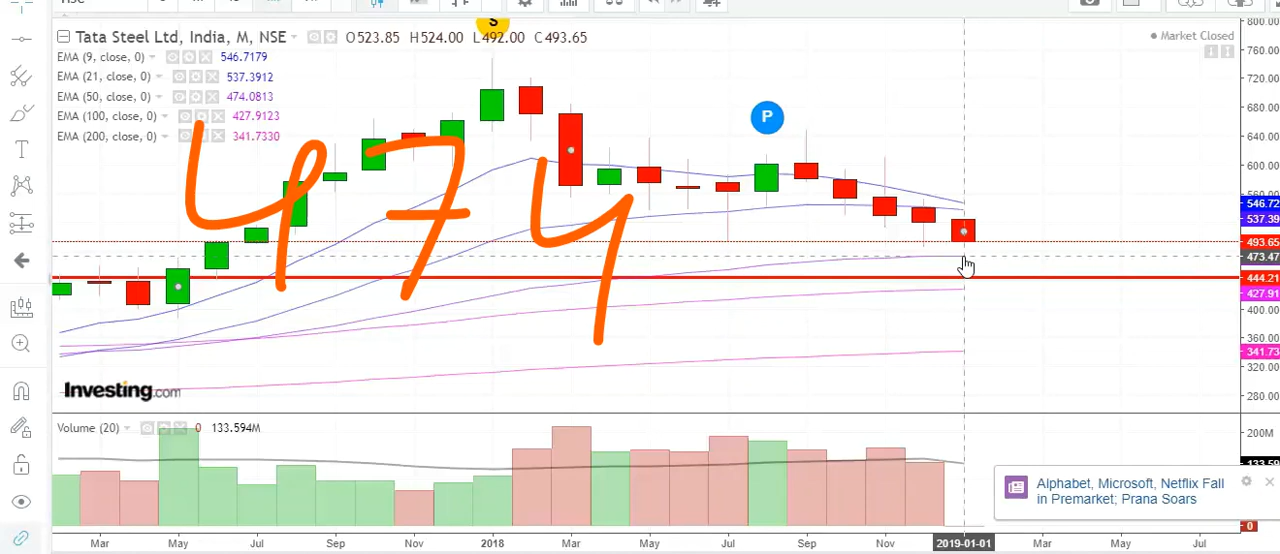 Tata Steel Ltd, India, M, NSE O523.85 H524.00 L492.00 C493.65
Market Closed
EMA (9, close, 0) 546.7179
EMA (21, close, 0) 537.3912
EMA (50, close, 0) 474.0813
EMA (100, close, 0) 427.9123
EMA (200, close, 0) 341.7330
S
P
474
800.00
760.00
720.00
680.00
640.00
600.00
560.00
546.72
537.39
493.65
473.47
444.21
427.91
400.00
360.00
341.73
320.00
280.00
Investing.com
Volume (20) 0 133.594M
200M
0
Alphabet, Microsoft, Netflix Fall
in Premarket; Prana Soars
Mar May Jul Sep Nov 2018 Mar May Jul Sep Nov 2019-01-01 Mar May Jul